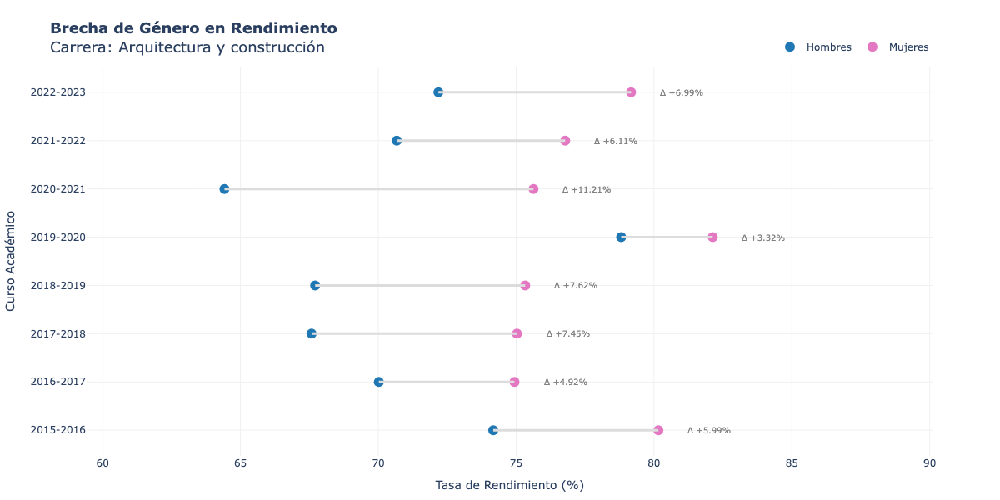 Brecha de Género en Rendimiento
Carrera: Arquitectura y construcción
Hombres
Mujeres
2022-2023
Δ +6.99%
2021-2022
Δ +6.11%
2020-2021
Δ +11.21%
2019-2020
Δ +3.32%
2018-2019
Δ +7.62%
2017-2018
Δ +7.45%
2016-2017
Δ +4.92%
2015-2016
Δ +5.99%
Curso Académico
60
65
70
75
80
85
90
Tasa de Rendimiento (%)